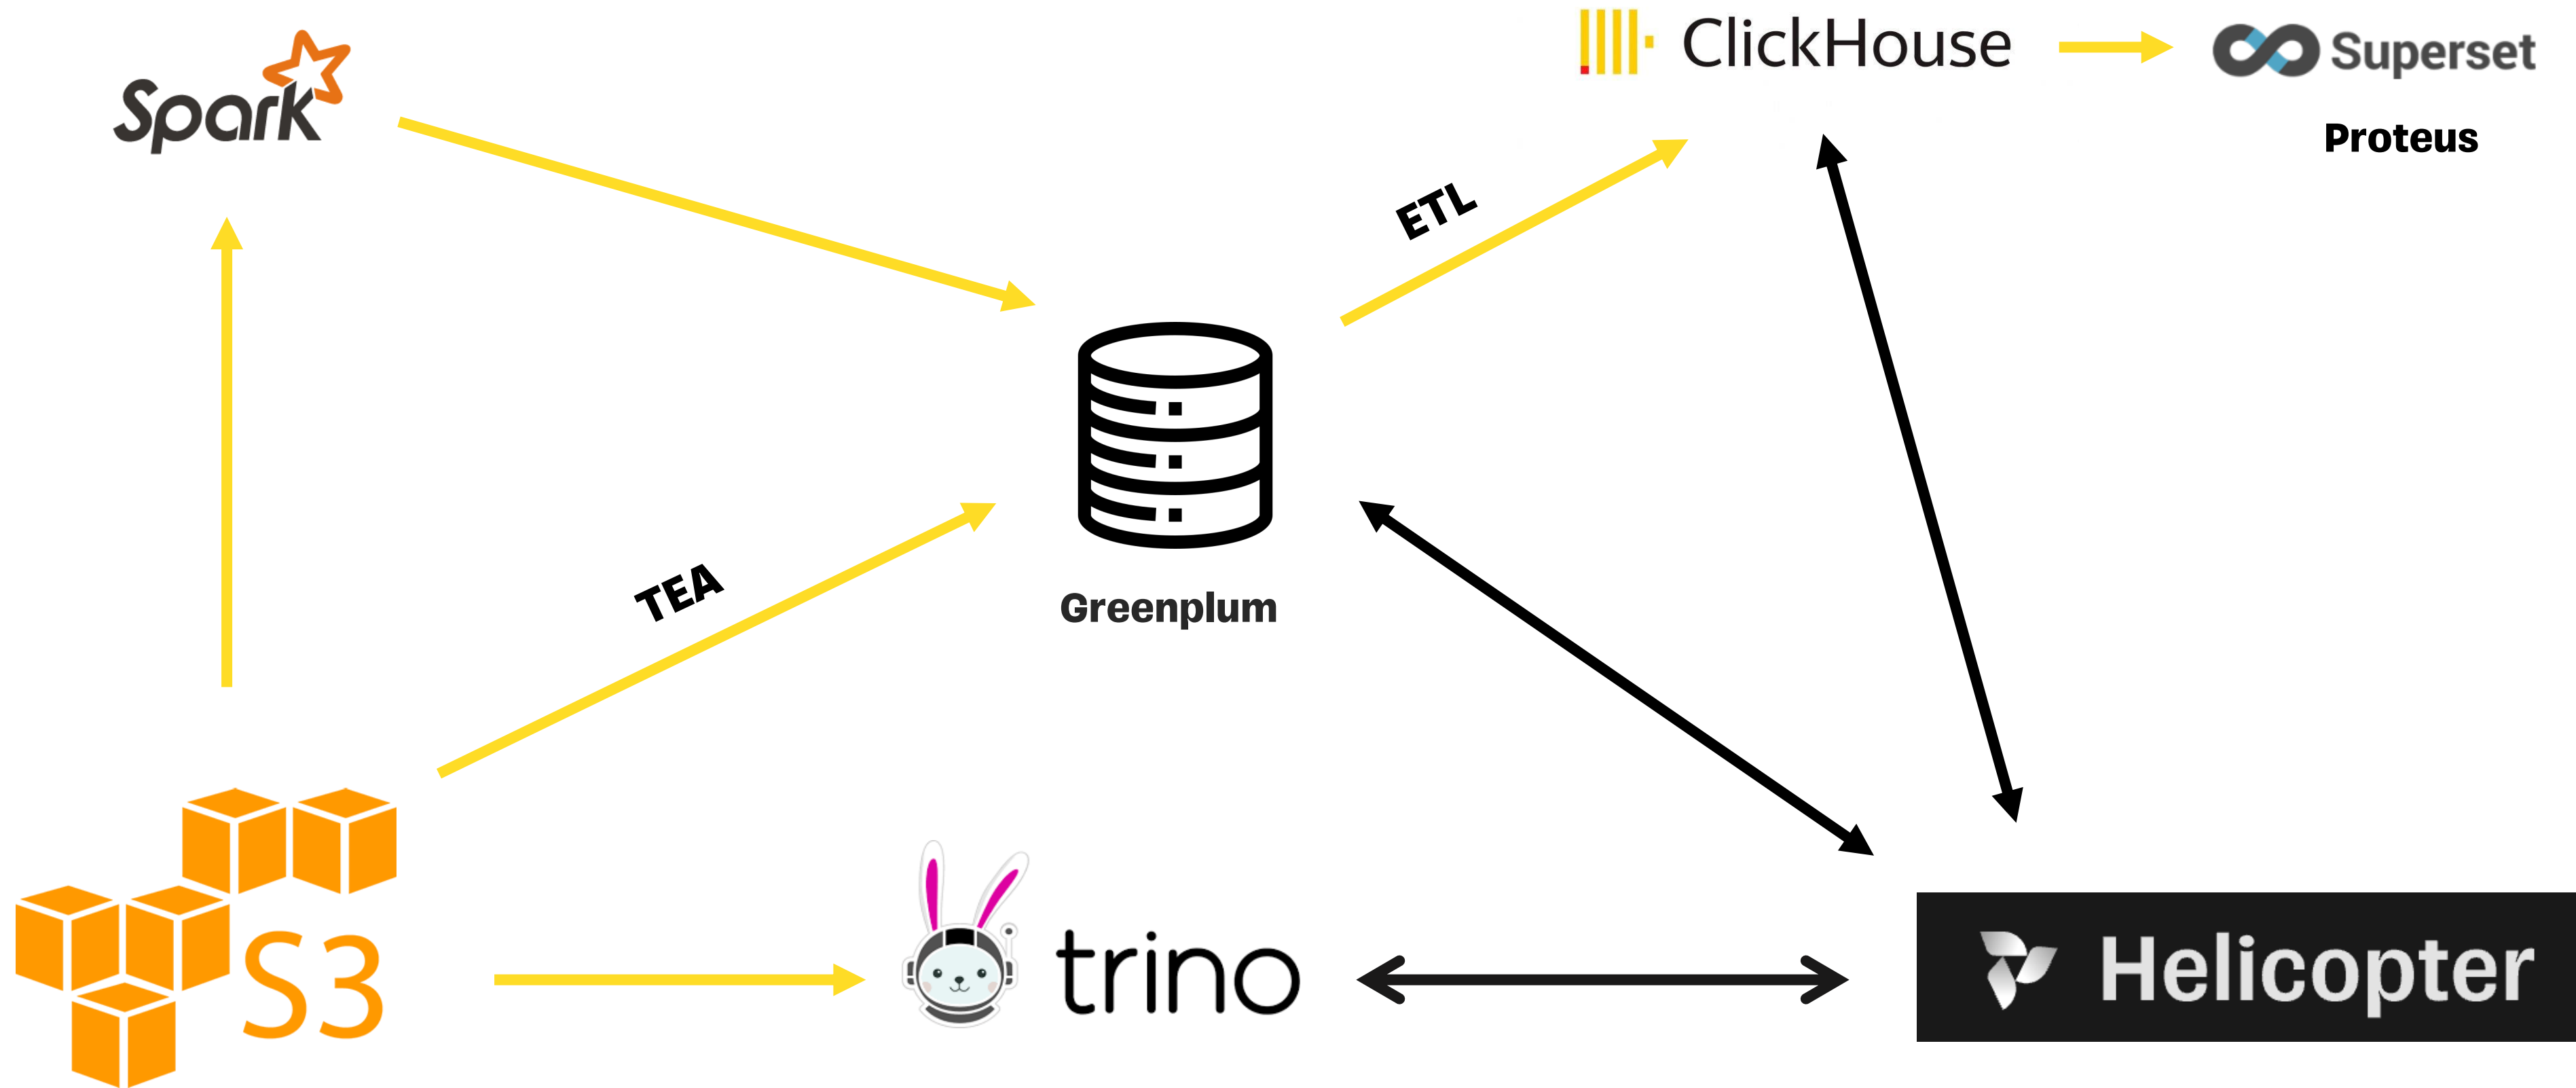 Spark
ClickHouse
Superset
Proteus
ETL
TEA
Greenplum
S3
trino
Helicopter